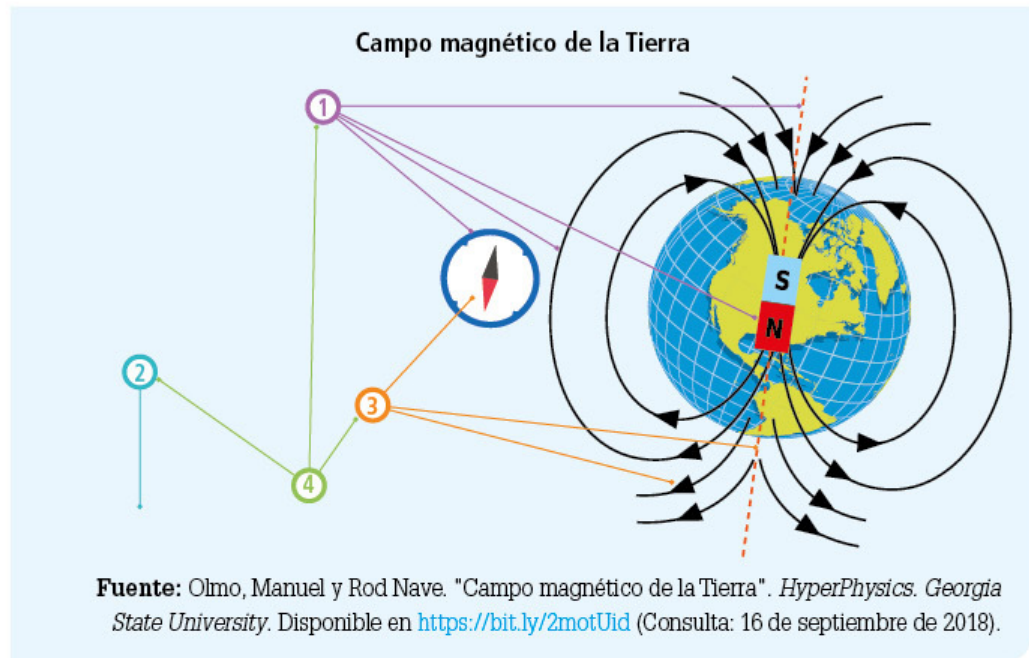 Campo magnético de la Tierra
1
S
N
2
3
4
Fuente: Olmo, Manuel y Rod Nave. "Campo magnético de la Tierra". HyperPhysics. Georgia
State University. Disponible en https://bit.ly/2motUid (Consulta: 16 de septiembre de 2018).